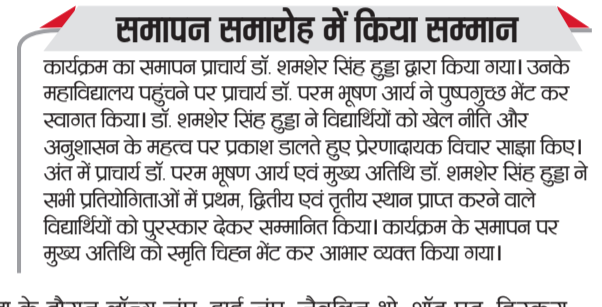 समापन समारोह में किया सम्मान
कार्यक्रम का समापन प्राचार्य डॉ. शमशेर सिंह हुड्डा द्वारा किया गया। उनके
महाविद्यालय पहुंचने पर प्राचार्य डॉ. परम भूषण आर्य ने पुष्पगुच्छ भेंट कर
स्वागत किया। डॉ. शमशेर सिंह हुड्डा ने विद्यार्थियों को खेल नीति और
अनुशासन के महत्व पर प्रकाश डालते हुए प्रेरणादायक विचार साझा किए।
अंत में प्राचार्य डॉ. परम भूषण आर्य एवं मुख्य अतिथि डॉ. शमशेर सिंह हुड्डा ने
सभी प्रतियोगिताओं में प्रथम, द्वितीय एवं तृतीय स्थान प्राप्त करने वाले
विद्यार्थियों को पुरस्कार देकर सम्मानित किया। कार्यक्रम के समापन पर
मुख्य अतिथि को स्मृति चिह्न भेंट कर आभार व्यक्त किया गया।